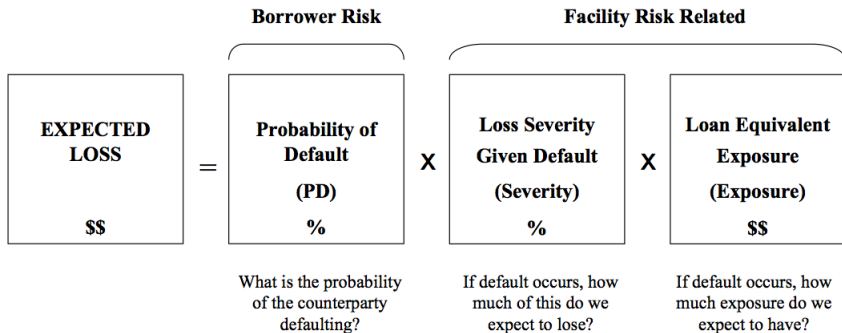 Borrower Risk
Facility Risk Related
EXPECTED
LOSS
$$
=
Probability of
Default
(PD)
%
X
Loss Severity
Given Default
(Severity)
%
X
Loan Equivalent
Exposure
(Exposure)
$$
What is the probability
of the counterparty
defaulting?
If default occurs, how
much of this do we
expect to lose?
If default occurs, how
much exposure do we
expect to have?